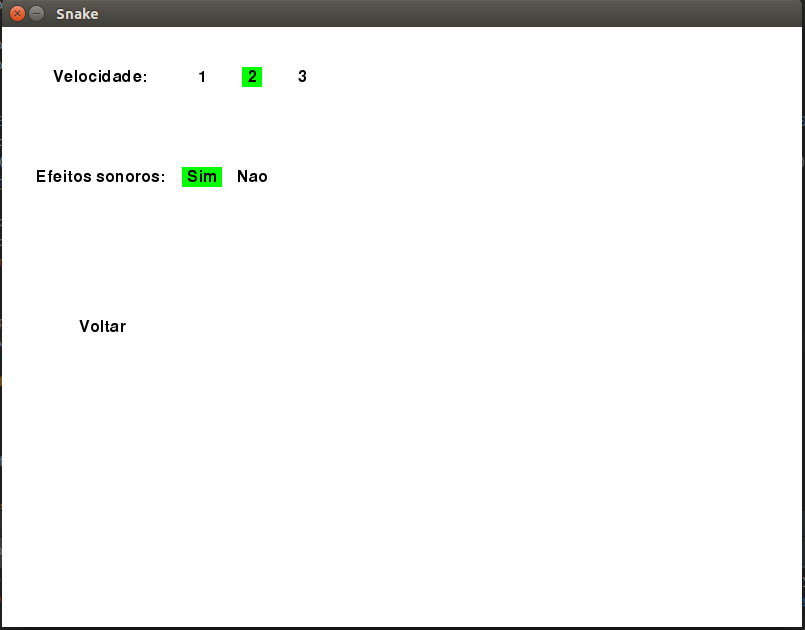 Snake
Velocidade: 1 2 3
Efeitos sonoros: Sim Nao
Voltar